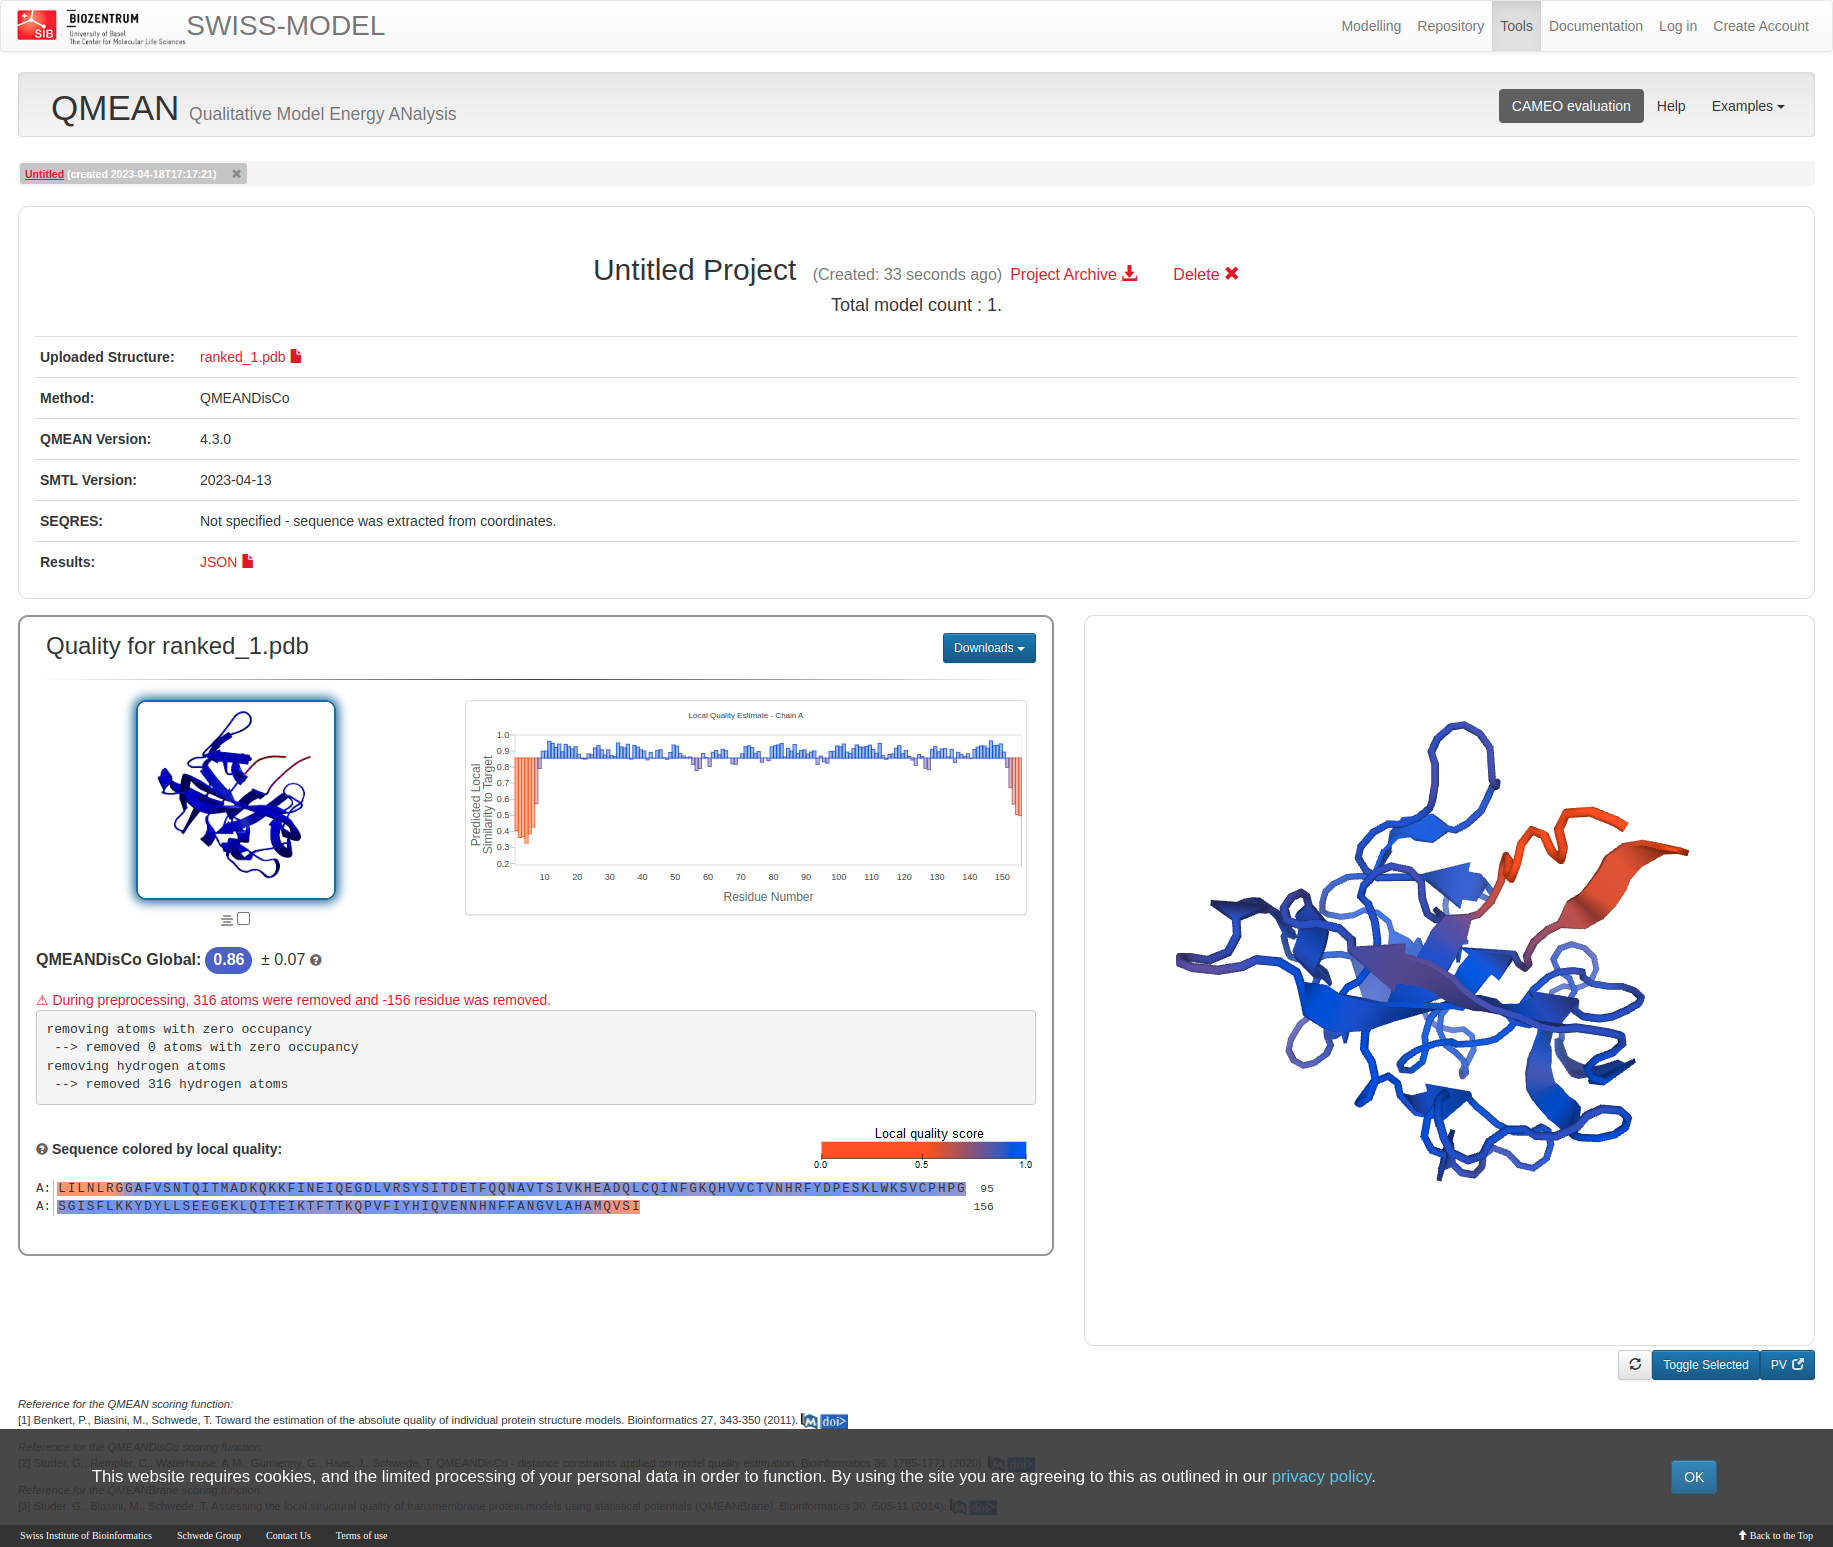 SIB
BIOZENTRUM
University of Basel
The Center for Molecular Life Sciences
SWISS-MODEL
Modelling Repository Tools Documentation Log in Create Account
QMEAN Qualitative Model Energy ANalysis
CAMEO evaluation Help Examples
Untitled (created 2023-04-18T17:17:21) ✖
Untitled Project (Created: 33 seconds ago) Project Archive Delete ✖
Total model count : 1.
Uploaded Structure: ranked_1.pdb
Method: QMEANDisCo
QMEAN Version: 4.3.0
SMTL Version: 2023-04-13
SEQRES: Not specified - sequence was extracted from coordinates.
Results: JSON
Quality for ranked_1.pdb
Downloads
Local Quality Estimate - Chain A
Predicted Local
Similarity to Target
1.0
0.9
0.8
0.7
0.6
0.5
0.4
0.3
0.2
10 20 30 40 50 60 70 80 90 100 110 120 130 140 150
Residue Number
QMEANDisCo Global: 0.86 ± 0.07
⚠ During preprocessing, 316 atoms were removed and -156 residue was removed.
removing atoms with zero occupancy
--> removed 0 atoms with zero occupancy
removing hydrogen atoms
--> removed 316 hydrogen atoms
Sequence colored by local quality:
Local quality score
0.0 0.5 1.0
A: LILNLRGGAFVSNTQITMADKQKKFINEIQEGDLVRSYSITDETFQQNAVTSIVKHEADQLCQINFGKQHVVCTVNHRFYDPESKLWKSVCPHPG 95
A: SGISFLKKYDYLLSEEGEKLQITEIKTFTTKQPVFIYHIQVENNHNFFANGVLAHAMQVSI 156
Toggle Selected PV
Reference for the QMEAN scoring function:
[1] Benkert, P., Biasini, M., Schwede, T. Toward the estimation of the absolute quality of individual protein structure models. Bioinformatics 27, 343-350 (2011). M doi>
Reference for the QMEANDisCo scoring function:
[2] Studer, G., Rempfer, C., Waterhouse, A.M., Gumienny, G., Haas, J., Schwede, T. QMEANDisCo - distance constraints applied on model quality estimation. Bioinformatics 36, 1765-1771 (2020). M doi>
This website requires cookies, and the limited processing of your personal data in order to function. By using the site you are agreeing to this as outlined in our privacy policy.
OK
Reference for the QMEANBrane scoring function:
[3] Studer, G., Biasini, M., Schwede, T. Assessing the local structural quality of transmembrane protein models using statistical potentials (QMEANBrane). Bioinformatics 30, i505-11 (2014). M doi>
Swiss Institute of Bioinformatics Schwede Group Contact Us Terms of use
Back to the Top